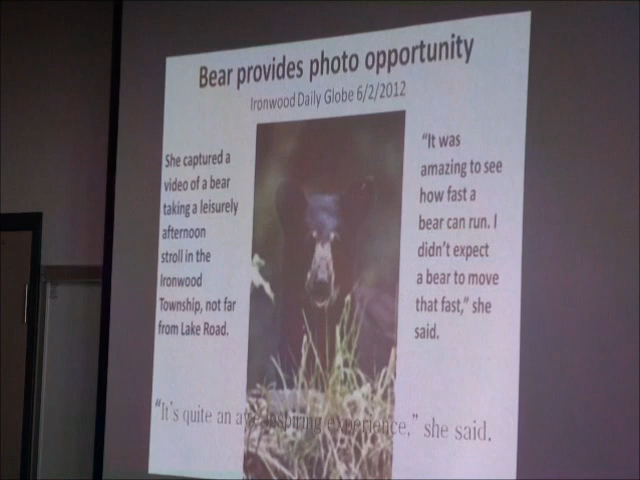 Bear provides photo opportunity
Ironwood Daily Globe 6/2/2012
She captured a
video of a bear
taking a leisurely
afternoon
stroll in the
Ironwood
Township, not far
from Lake Road.
"It was
amazing to see
how fast a
bear can run. I
didn't expect
a bear to move
that fast," she
said.
"It's quite an awe inspiring experience," she said.